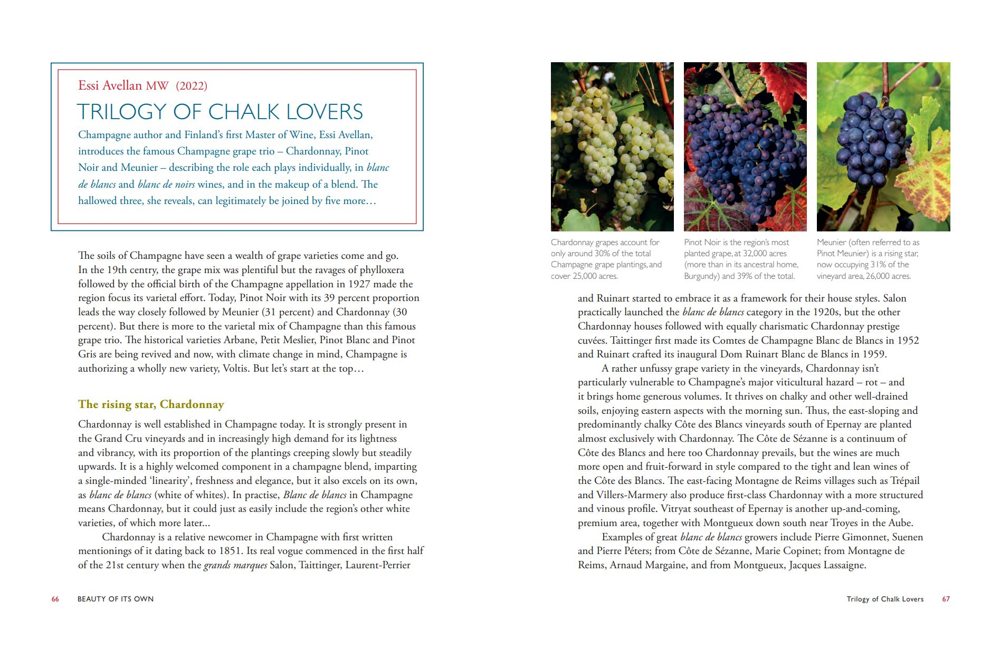 Essi Avellan MW (2022)
TRILOGY OF CHALK LOVERS
Champagne author and Finland's first Master of Wine, Essi Avellan,
introduces the famous Champagne grape trio – Chardonnay, Pinot
Noir and Meunier – describing the role each plays individually, in blanc
de blancs and blanc de noirs wines, and in the makeup of a blend. The
hallowed three, she reveals, can legitimately be joined by five more…
The soils of Champagne have seen a wealth of grape varieties come and go.
In the 19th centry, the grape mix was plentiful but the ravages of phylloxera
followed by the official birth of the Champagne appellation in 1927 made the
region focus its varietal effort. Today, Pinot Noir with its 39 percent proportion
leads the way closely followed by Meunier (31 percent) and Chardonnay (30
percent). But there is more to the varietal mix of Champagne than this famous
grape trio. The historical varieties Arbane, Petit Meslier, Pinot Blanc and Pinot
Gris are being revived and now, with climate change in mind, Champagne is
authorizing a wholly new variety, Voltis. But let's start at the top…
The rising star, Chardonnay
Chardonnay is well established in Champagne today. It is strongly present in
the Grand Cru vineyards and in increasingly high demand for its lightness
and vibrancy, with its proportion of the plantings creeping slowly but steadily
upwards. It is a highly welcomed component in a champagne blend, imparting
a single-minded 'linearity', freshness and elegance, but it also excels on its own,
as blanc de blancs (white of whites). In practise, Blanc de blancs in Champagne
means Chardonnay, but it could just as easily include the region's other white
varieties, of which more later...
Chardonnay is a relative newcomer in Champagne with first written
mentionings of it dating back to 1851. Its real vogue commenced in the first half
of the 21st century when the grands marques Salon, Taittinger, Laurent-Perrier
66 BEAUTY OF ITS OWN
Chardonnay grapes account for
only around 30% of the total
Champagne grape plantings, and
cover 25,000 acres.
Pinot Noir is the region's most
planted grape, at 32,000 acres
(more than in its ancestral home,
Burgundy) and 39% of the total.
Meunier (often referred to as
Pinot Meunier) is a rising star,
now occupying 31% of the
vineyard area, 26,000 acres.
and Ruinart started to embrace it as a framework for their house styles. Salon
practically launched the blanc de blancs category in the 1920s, but the other
Chardonnay houses followed with equally charismatic Chardonnay prestige
cuvées. Taittinger first made its Comtes de Champagne Blanc de Blancs in 1952
and Ruinart crafted its inaugural Dom Ruinart Blanc de Blancs in 1959.
A rather unfussy grape variety in the vineyards, Chardonnay isn't
particularly vulnerable to Champagne's major viticultural hazard – rot – and
it brings home generous volumes. It thrives on chalky and other well-drained
soils, enjoying eastern aspects with the morning sun. Thus, the east-sloping and
predominantly chalky Côte des Blancs vineyards south of Epernay are planted
almost exclusively with Chardonnay. The Côte de Sézanne is a continuum of
Côte des Blancs and here too Chardonnay prevails, but the wines are much
more open and fruit-forward in style compared to the tight and lean wines of
the Côte des Blancs. The east-facing Montagne de Reims villages such as Trépail
and Villers-Marmery also produce first-class Chardonnay with a more structured
and vinous profile. Vitryat southeast of Epernay is another up-and-coming,
premium area, together with Montgueux down south near Troyes in the Aube.
Examples of great blanc de blancs growers include Pierre Gimonnet, Suenen
and Pierre Péters; from Côte de Sézanne, Marie Copinet; from Montagne de
Reims, Arnaud Margaine, and from Montgueux, Jacques Lassaigne.
Trilogy of Chalk Lovers 67